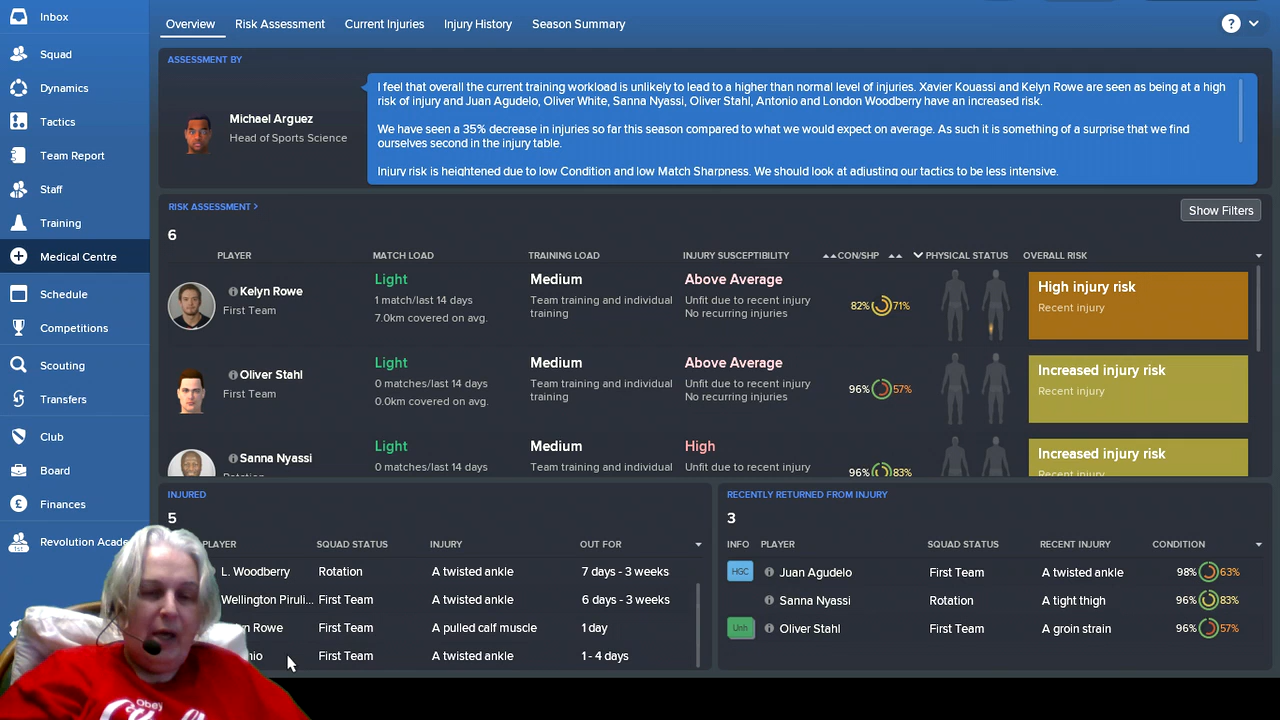 Inbox
Squad
Dynamics
Tactics
Team Report
Staff
Training
Medical Centre
Schedule
Competitions
Scouting
Transfers
Club
Board
Finances
1st
Overview Risk Assessment Current Injuries Injury History Season Summary
?
ASSESSMENT BY
Michael Arguez
Head of Sports Science
I feel that overall the current training workload is unlikely to lead to a higher than normal level of injuries. Xavier Kouassi and Kelyn Rowe are seen as being at a high
risk of injury and Juan Agudelo, Oliver White, Sanna Nyassi, Oliver Stahl, Antonio and London Woodberry have an increased risk.
We have seen a 35% decrease in injuries so far this season compared to what we would expect on average. As such it is something of a surprise that we find
ourselves second in the injury table.
Injury risk is heightened due to low Condition and low Match Sharpness. We should look at adjusting our tactics to be less intensive.
RISK ASSESSMENT >
Show Filters
6
PLAYER MATCH LOAD TRAINING LOAD INJURY SUSCEPTIBILITY CON/SHP PHYSICAL STATUS OVERALL RISK
Kelyn Rowe
First Team
Light
1 match/last 14 days
7.0km covered on avg.
Medium
Team training and individual
training
Above Average
Unfit due to recent injury
No recurring injuries
82% 71%
High injury risk
Recent injury
Oliver Stahl
First Team
Light
0 matches/last 14 days
0.0km covered on avg.
Medium
Team training and individual
training
Above Average
Unfit due to recent injury
No recurring injuries
96% 57%
Increased injury risk
Recent injury
Sanna Nyassi
Light
0 matches/last 14 days
Medium
Team training and individual
High
Unfit due to recent injury
96% 83%
Increased injury risk
Recent injury
INJURED
5
PLAYER SQUAD STATUS INJURY OUT FOR
L. Woodberry Rotation A twisted ankle 7 days - 3 weeks
Wellington Piruli... First Team A twisted ankle 6 days - 3 weeks
Rowe First Team A pulled calf muscle 1 day
First Team A twisted ankle 1 - 4 days
RECENTLY RETURNED FROM INJURY
3
INFO PLAYER SQUAD STATUS RECENT INJURY CONDITION
HGC Juan Agudelo First Team A twisted ankle 98% 63%
Sanna Nyassi Rotation A tight thigh 96% 83%
Unh Oliver Stahl First Team A groin strain 96% 57%
Revolution Acade
Obey